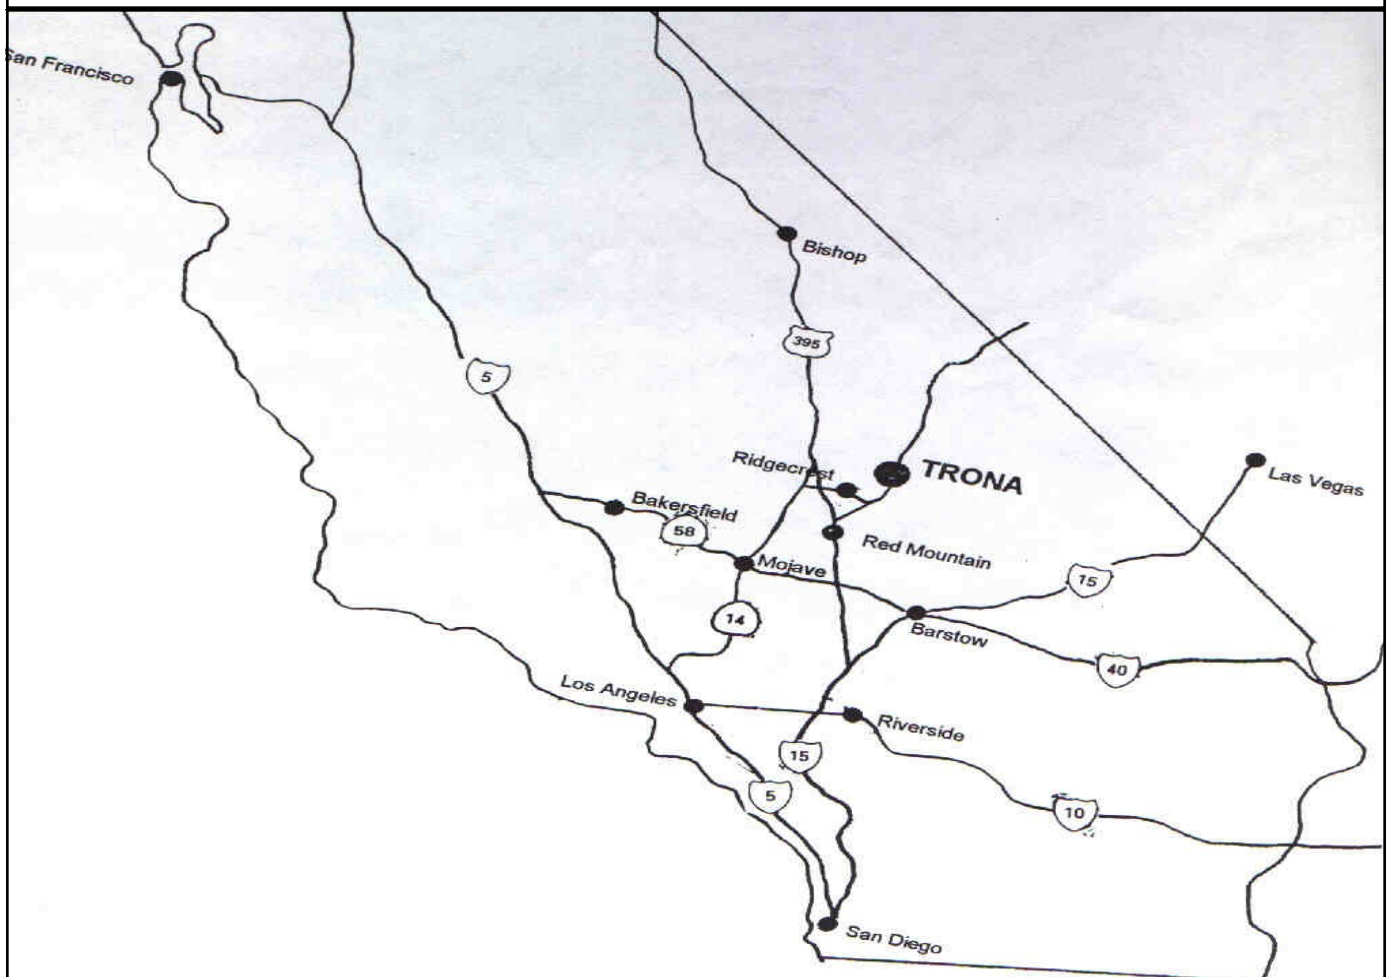 San Francisco
Bishop
395
5
Ridgecrest
TRONA
Las Vegas
Bakersfield
58
Red Mountain
Mojave
15
14
Barstow
40
Los Angeles
Riverside
15
5
10
San Diego